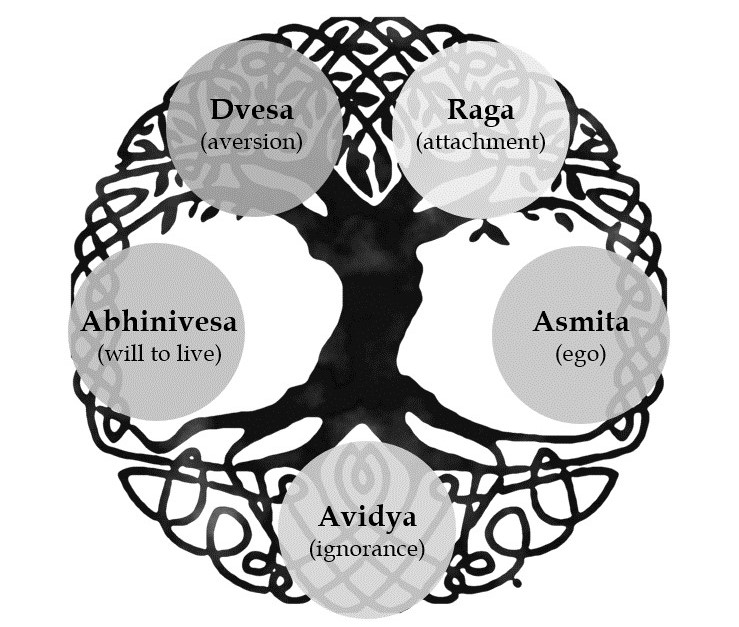 Dvesa
(aversion)
Raga
(attachment)
Abhinivesa
(will to live)
Asmita
(ego)
Avidya
(ignorance)